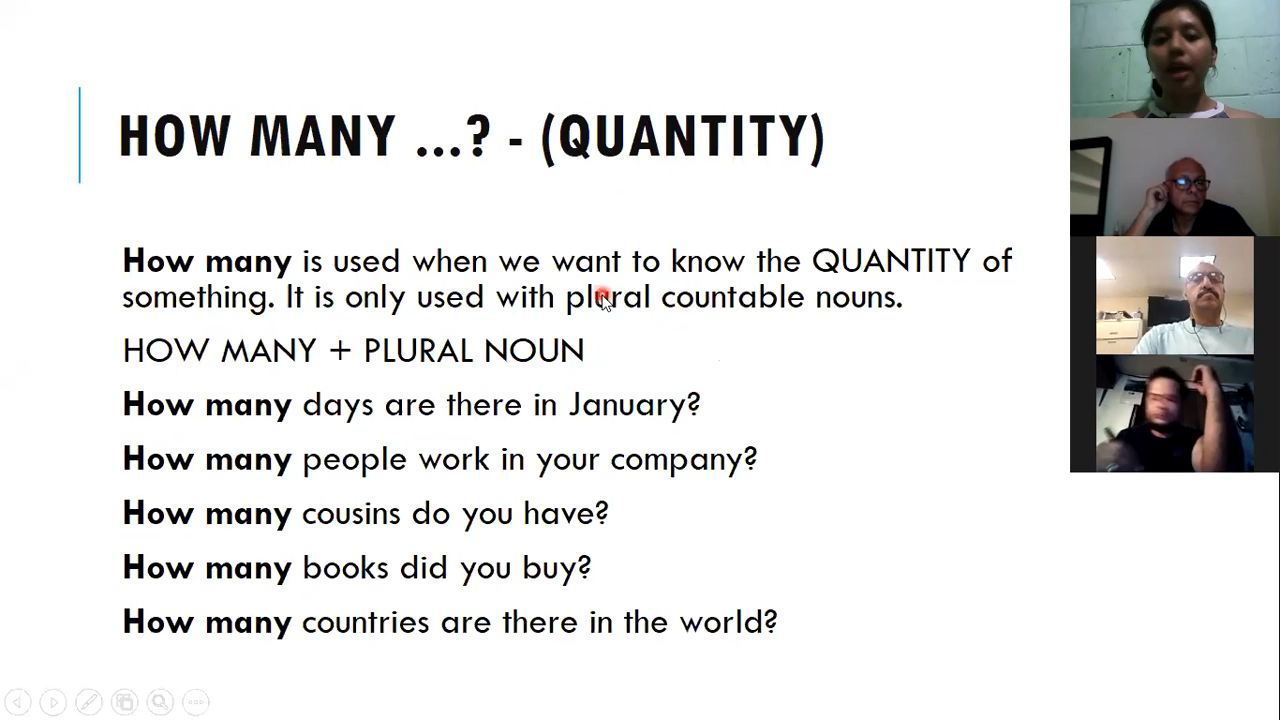 HOW MANY ...? - (QUANTITY)
How many is used when we want to know the QUANTITY of
something. It is only used with plural countable nouns.
HOW MANY + PLURAL NOUN
How many days are there in January?
How many people work in your company?
How many cousins do you have?
How many books did you buy?
How many countries are there in the world?